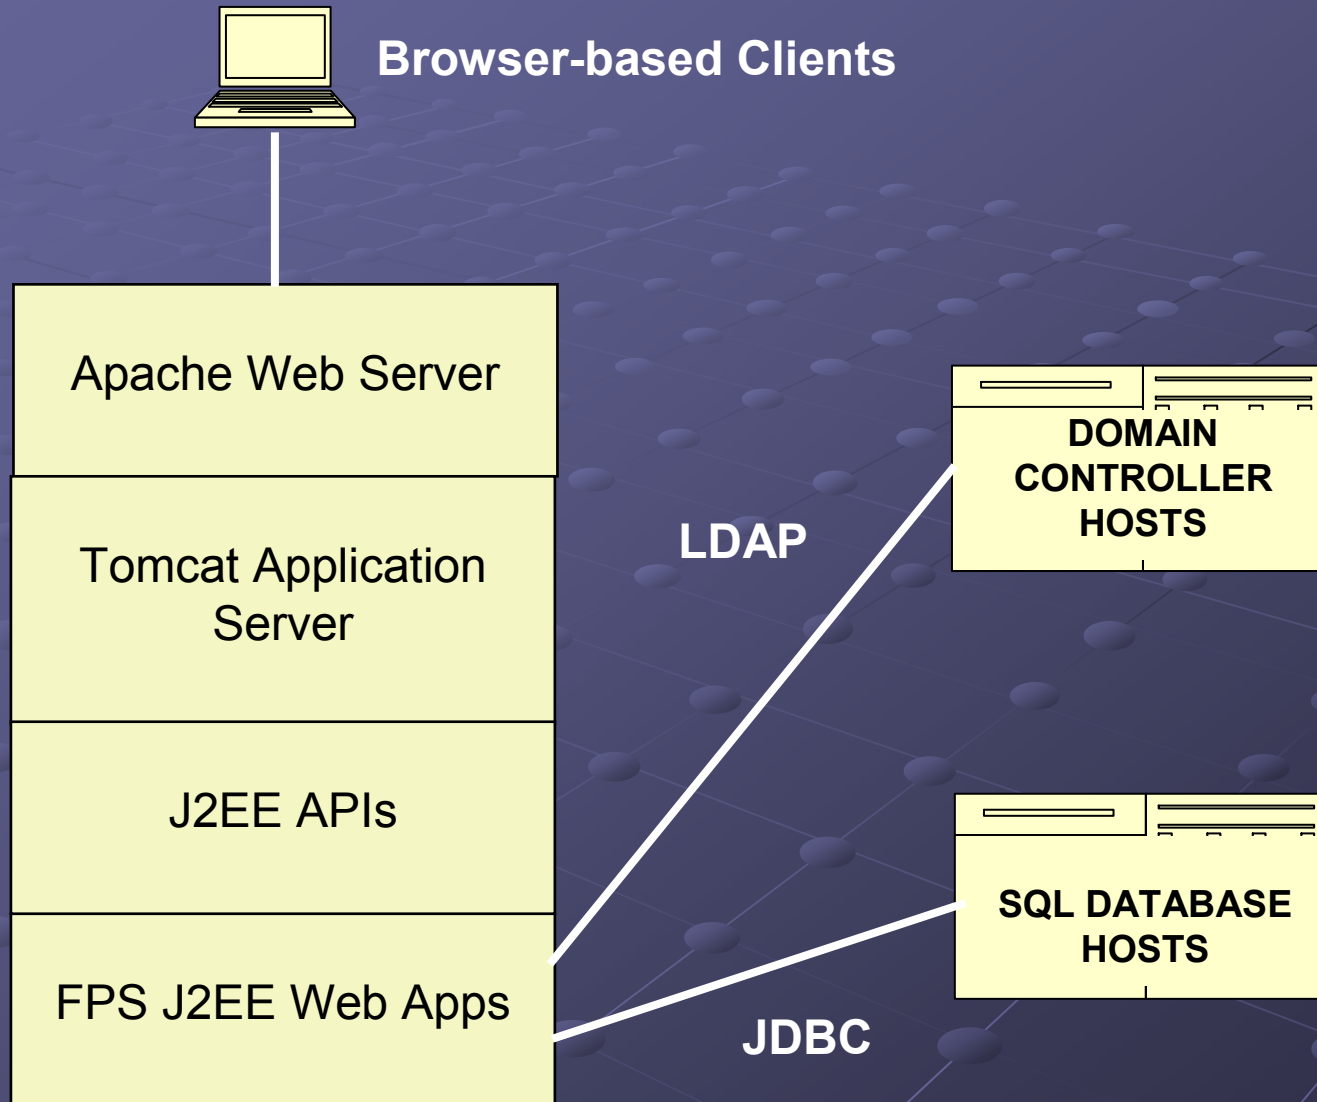 Browser-based Clients
Apache Web Server
Tomcat Application
Server
J2EE APIs
FPS J2EE Web Apps
LDAP
JDBC
DOMAIN
CONTROLLER
HOSTS
SQL DATABASE
HOSTS